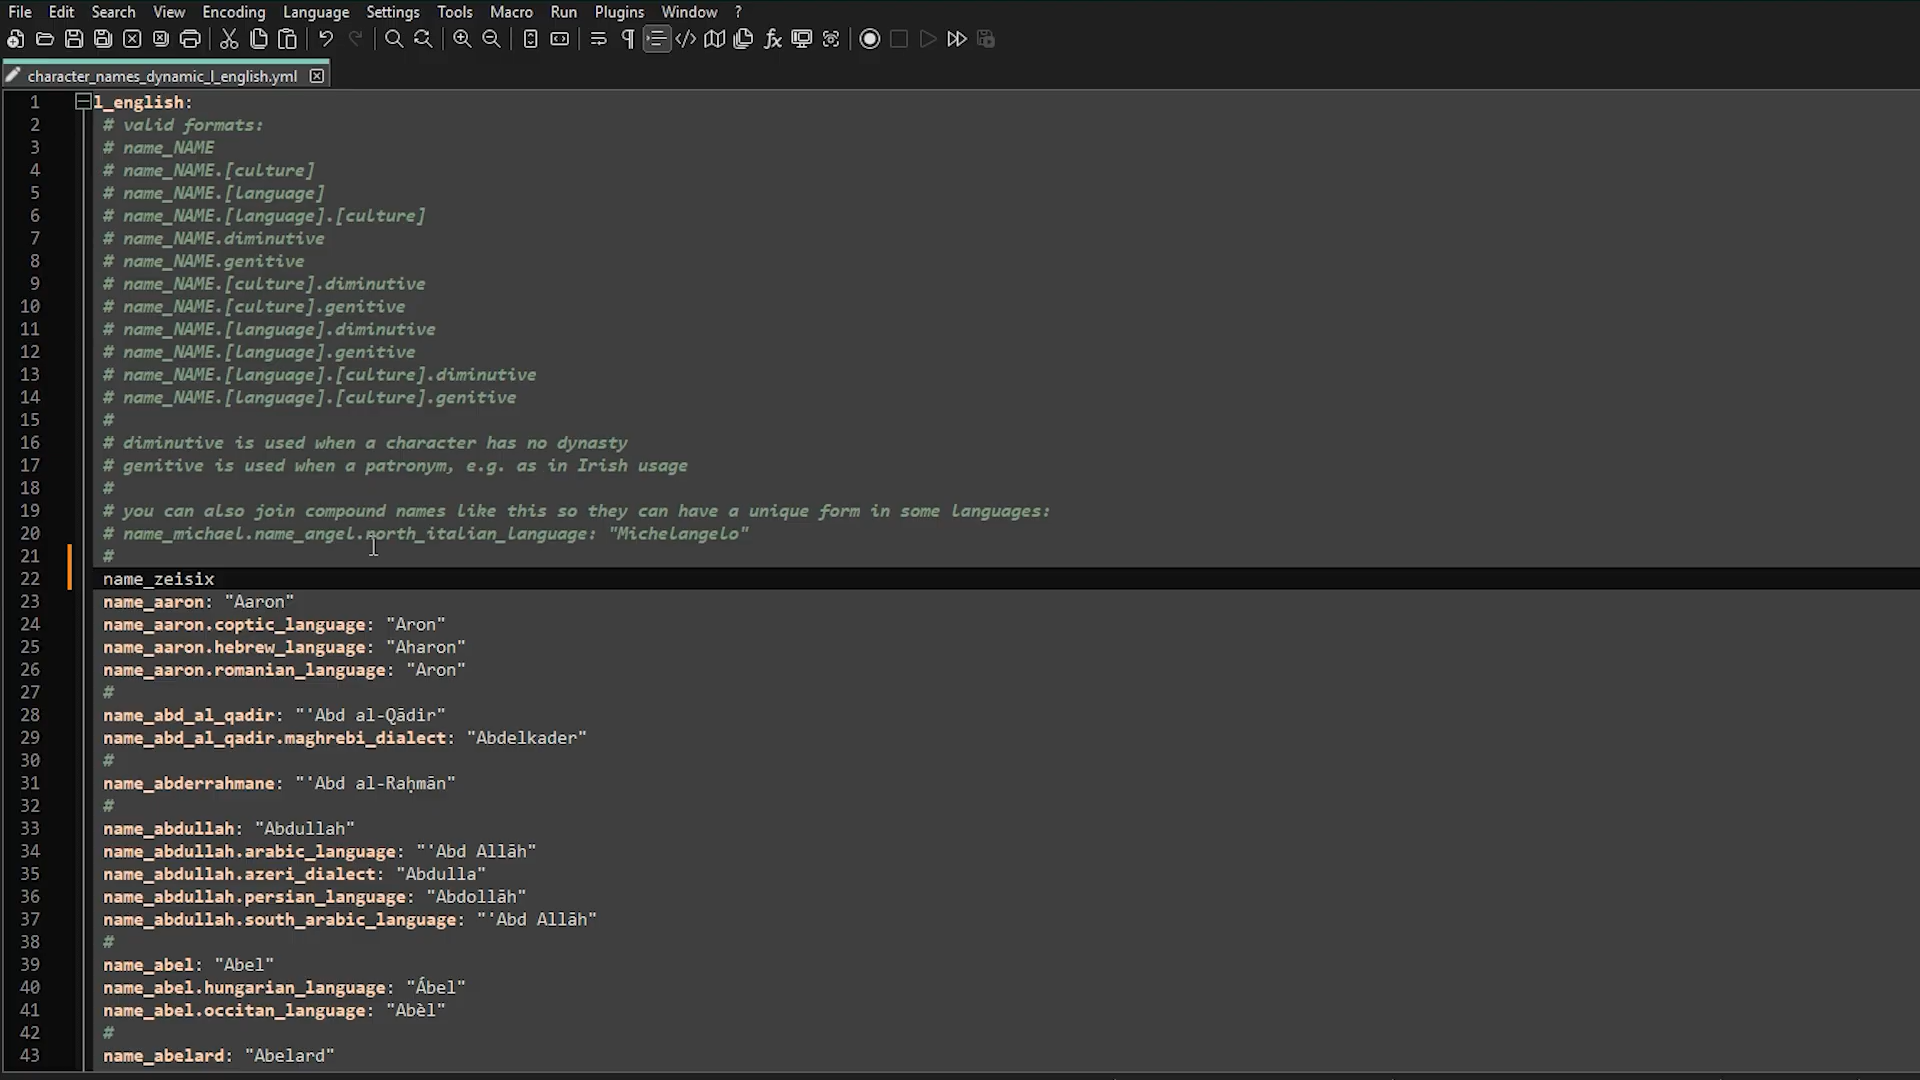 File Edit Search View Encoding Language Settings Tools Macro Run Plugins Window ?
character_names_dynamic_l_english.yml
1 l_english:
2 # valid formats:
3 # name_NAME
4 # name_NAME.[culture]
5 # name_NAME.[language]
6 # name_NAME.[language].[culture]
7 # name_NAME.diminutive
8 # name_NAME.genitive
9 # name_NAME.[culture].diminutive
10 # name_NAME.[culture].genitive
11 # name_NAME.[language].diminutive
12 # name_NAME.[language].genitive
13 # name_NAME.[language].[culture].diminutive
14 # name_NAME.[language].[culture].genitive
15 #
16 # diminutive is used when a character has no dynasty
17 # genitive is used when a patronym, e.g. as in Irish usage
18 #
19 # you can also join compound names like this so they can have a unique form in some languages:
20 # name_michael.name_angel.north_italian_language: "Michelangelo"
21 #
22 name_zeisix
23 name_aaron: "Aaron"
24 name_aaron.coptic_language: "Aron"
25 name_aaron.hebrew_language: "Aharon"
26 name_aaron.romanian_language: "Aron"
27 #
28 name_abd_al_qadir: "'Abd al-Qādir"
29 name_abd_al_qadir.maghrebi_dialect: "Abdelkader"
30 #
31 name_abderrahmane: "'Abd al-Raḥmān"
32 #
33 name_abdullah: "Abdullah"
34 name_abdullah.arabic_language: "'Abd Allāh"
35 name_abdullah.azeri_dialect: "Abdulla"
36 name_abdullah.persian_language: "Abdollāh"
37 name_abdullah.south_arabic_language: "'Abd Allāh"
38 #
39 name_abel: "Abel"
40 name_abel.hungarian_language: "Ábel"
41 name_abel.occitan_language: "Abèl"
42 #
43 name_abelard: "Abelard"